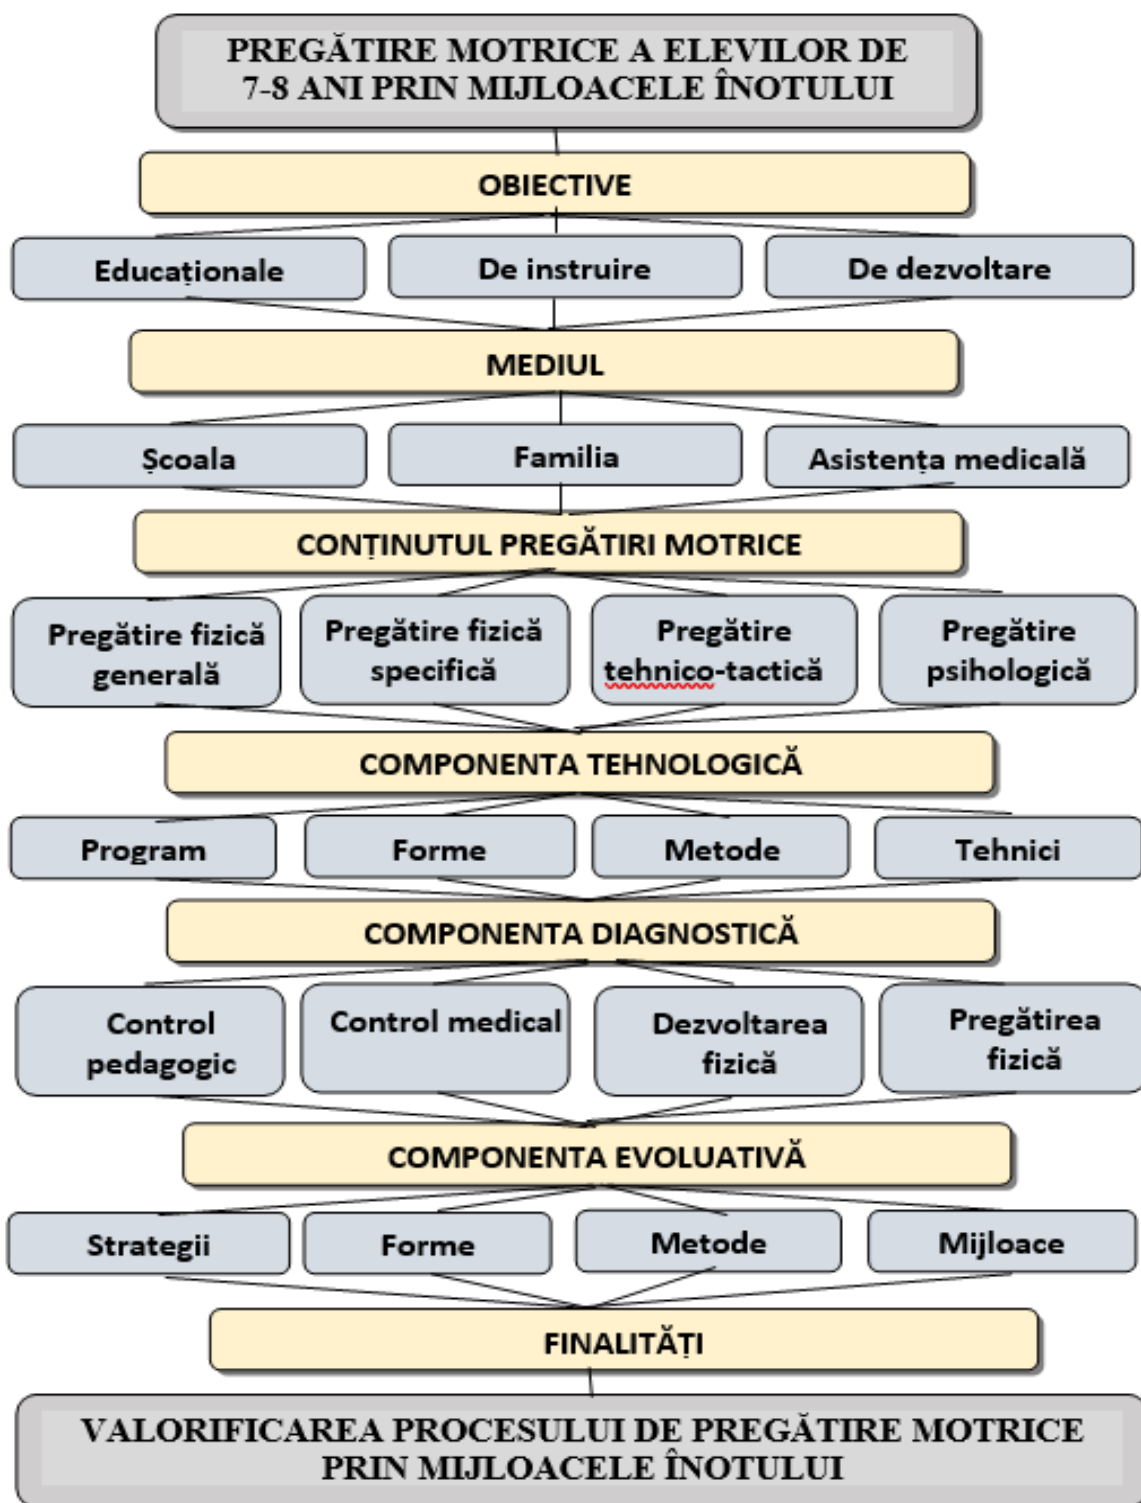 PREGĂTIRE MOTRICE A ELEVILOR DE
7-8 ANI PRIN MIJLOACELE ÎNOTULUI
OBIECTIVE
Educaționale
De instruire
De dezvoltare
MEDIUL
Școala
Familia
Asistența medicală
CONȚINUTUL PREGĂTIRI MOTRICE
Pregătire fizică
generală
Pregătire fizică
specifică
Pregătire
tehnico-tactică
Pregătire
psihologică
COMPONENTA TEHNOLOGICĂ
Program
Forme
Metode
Tehnici
COMPONENTA DIAGNOSTICĂ
Control
pedagogic
Control medical
Dezvoltarea
fizică
Pregătirea
fizică
COMPONENTA EVOLUATIVĂ
Strategii
Forme
Metode
Mijloace
FINALITĂȚI
VALORIFICAREA PROCESULUI DE PREGĂTIRE MOTRICE
PRIN MIJLOACELE ÎNOTULUI